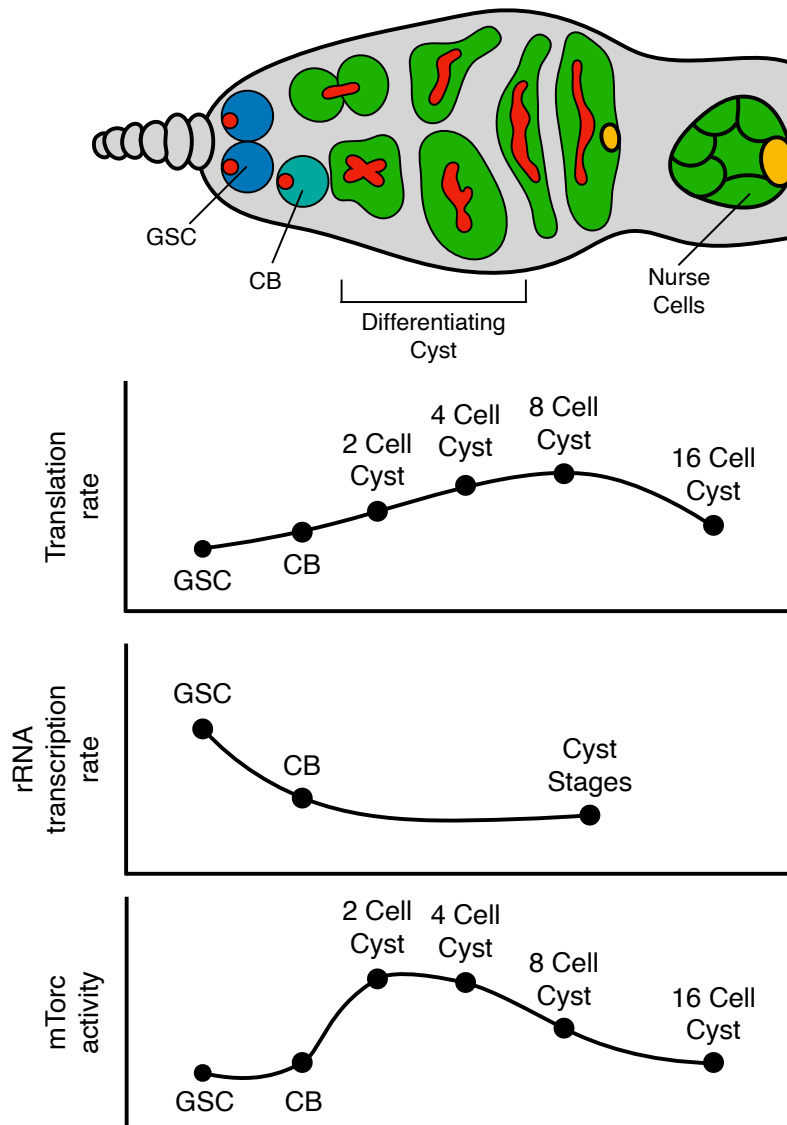 GSC
CB
Nurse
Cells
Differentiating
Cyst
Translation
rate
GSC
CB
2 Cell
Cyst
4 Cell
Cyst
8 Cell
Cyst
16 Cell
Cyst
rRNA
transcription
rate
GSC
CB
Cyst
Stages
mTorc
activity
GSC
CB
2 Cell
Cyst
4 Cell
Cyst
8 Cell
Cyst
16 Cell
Cyst